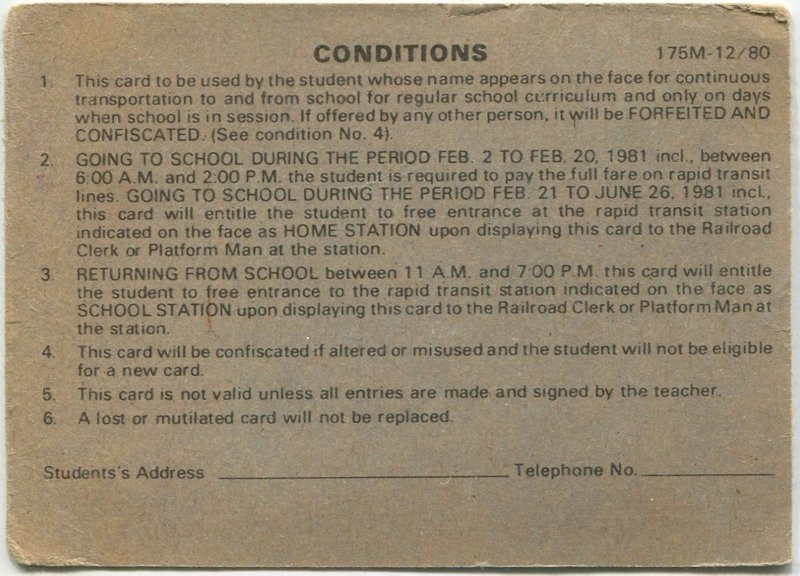 CONDITIONS 175M-12/80
1. This card to be used by the student whose name appears on the face for continuous
transportation to and from school for regular school curriculum and only on days
when school is in session. If offered by any other person, it will be FORFEITED AND
CONFISCATED. (See condition No. 4).
2. GOING TO SCHOOL DURING THE PERIOD FEB. 2 TO FEB. 20, 1981 incl., between
6:00 A.M. and 2:00 P.M. the student is required to pay the full fare on rapid transit
lines. GOING TO SCHOOL DURING THE PERIOD FEB. 21 TO JUNE 26, 1981 incl.,
this card will entitle the student to free entrance at the rapid transit station
indicated on the face as HOME STATION upon displaying this card to the Railroad
Clerk or Platform Man at the station.
3. RETURNING FROM SCHOOL between 11 A.M. and 7:00 P.M. this card will entitle
the student to free entrance to the rapid transit station indicated on the face as
SCHOOL STATION upon displaying this card to the Railroad Clerk or Platform Man at
the station.
4. This card will be confiscated if altered or misused and the student will not be eligible
for a new card.
5. This card is not valid unless all entries are made and signed by the teacher.
6. A lost or mutilated card will not be replaced.
Students's Address Telephone No.